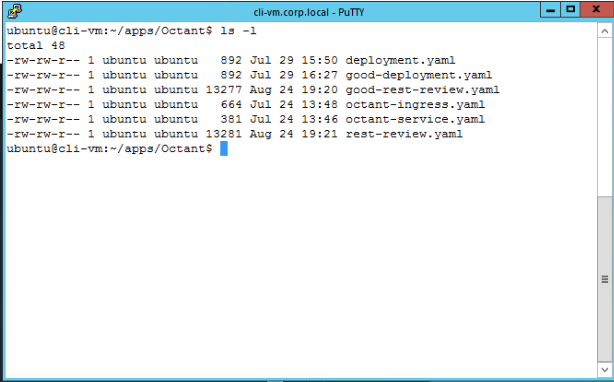 cli-vm.corp.local - PuTTY
ubuntu@cli-vm:~/apps/Octant$ ls -l
total 48
-rw-rw-r-- 1 ubuntu ubuntu   892 Jul 29 15:50 deployment.yaml
-rw-rw-r-- 1 ubuntu ubuntu   892 Jul 29 16:27 good-deployment.yaml
-rw-rw-r-- 1 ubuntu ubuntu 13277 Aug 24 19:20 good-rest-review.yaml
-rw-rw-r-- 1 ubuntu ubuntu   664 Jul 24 13:48 octant-ingress.yaml
-rw-rw-r-- 1 ubuntu ubuntu   381 Jul 24 13:46 octant-service.yaml
-rw-rw-r-- 1 ubuntu ubuntu 13281 Aug 24 19:21 rest-review.yaml
ubuntu@cli-vm:~/apps/Octant$